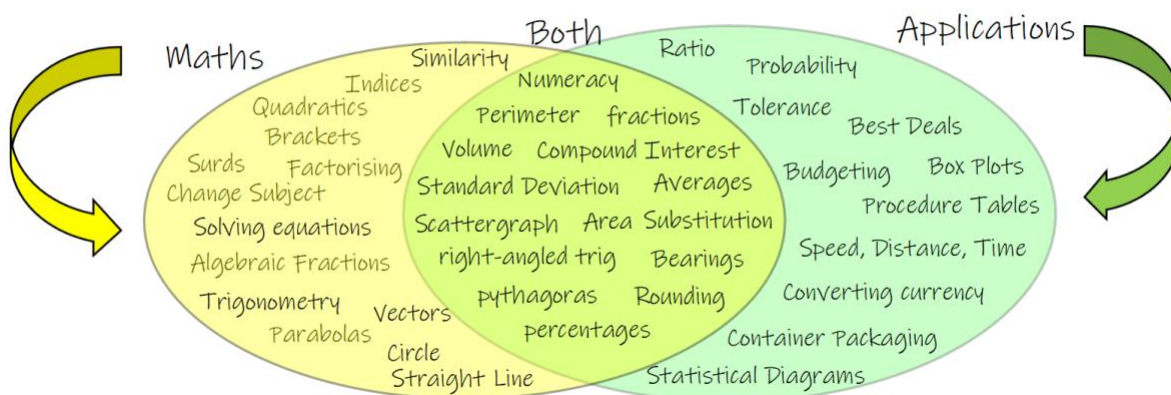 Maths
Both
Applications
Similarity
Indices
Quadratics
Brackets
Surds
Factorising
Change Subject
Solving equations
Algebraic Fractions
Trigonometry
Vectors
Parabolas
Circle
Straight Line
Numeracy
Perimeter fractions
Volume Compound Interest
Standard Deviation Averages
Scattergraph Area Substitution
right-angled trig Bearings
pythagoras Rounding
percentages
Ratio
Probability
Tolerance
Best Deals
Budgeting Box Plots
Procedure Tables
Speed, Distance, Time
Converting currency
Container Packaging
Statistical Diagrams